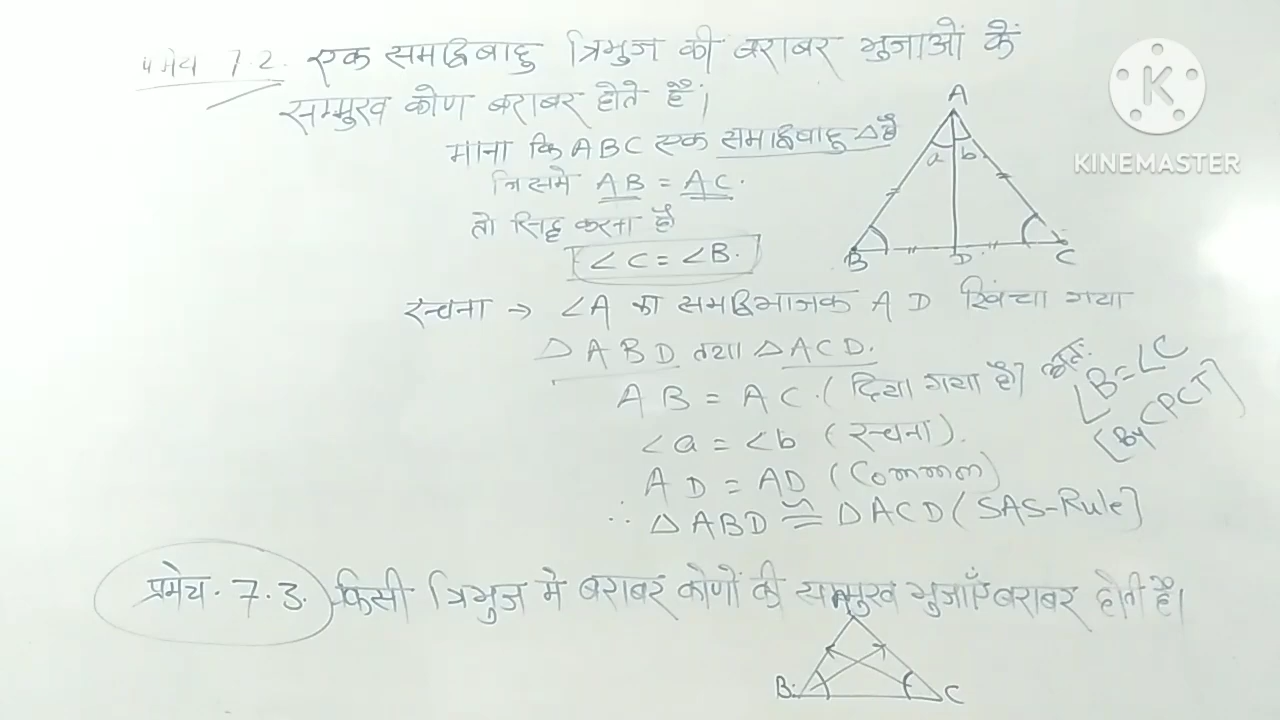 प्रमेय 7.2. एक समद्विबाहु त्रिभुज की बराबर भुजाओं के
सम्मुख कोण बराबर होते हैं।
माना कि ABC एक समद्विबाहु △ है
जिसमे AB = AC.
तो सिद्ध करना है
∠C = ∠B.
A
a b
B D C
K
KINEMASTER
रचना → ∠A का समद्विभाजक AD खिंचा गया
△ABD तथा △ACD.
AB = AC. (दिया गया है)
∠a = ∠b (रचना).
AD = AD (Common)
∴ △ABD ≅ △ACD (SAS-Rule]
अतः
∠B = ∠C
(By CPCT]
प्रमेय. 7.3. किसी त्रिभुज मे बराबर कोणों की सम्मुख भुजाएँ बराबर होती है।
A
B C